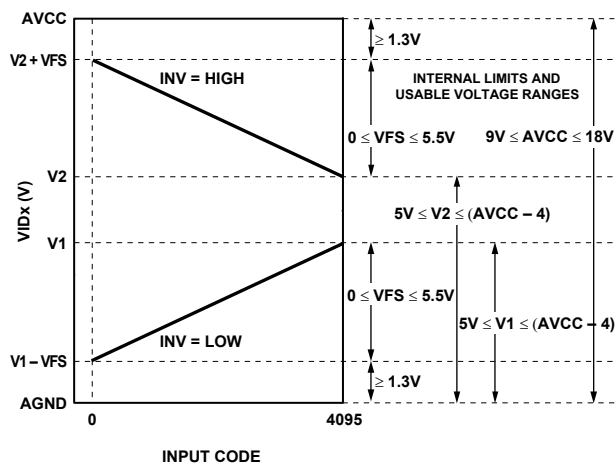 AVCC
≥ 1.3V
V2 + VFS
INV = HIGH
INTERNAL LIMITS AND
USABLE VOLTAGE RANGES
0 ≤ VFS ≤ 5.5V
9V ≤ AVCC ≤ 18V
VIDx (V)
V2
5V ≤ V2 ≤ (AVCC – 4)
V1
0 ≤ VFS ≤ 5.5V
5V ≤ V1 ≤ (AVCC – 4)
INV = LOW
V1 – VFS
≥ 1.3V
AGND
0
4095
INPUT CODE